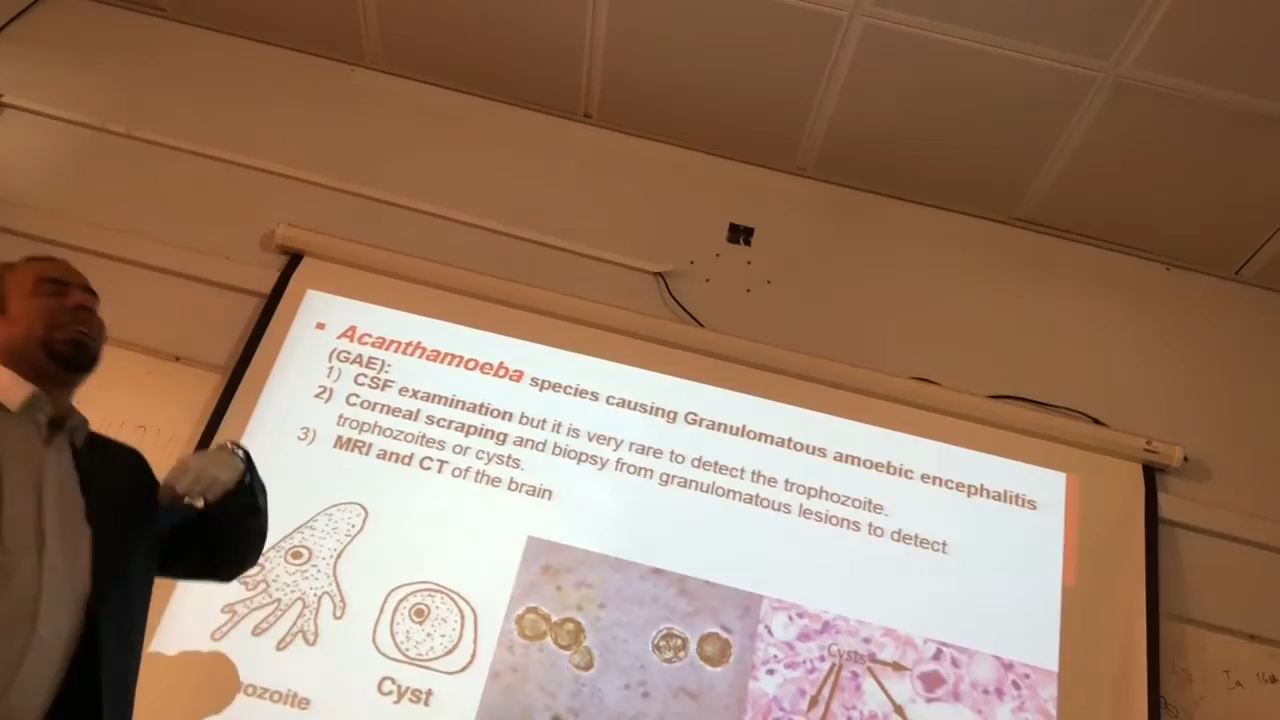 ▪ Acanthamoeba species causing Granulomatous amoebic encephalitis
(GAE):
1) CSF examination but it is very rare to detect the trophozoite.
2) Corneal scraping and biopsy from granulomatous lesions to detect
trophozoites or cysts.
3) MRI and CT of the brain
Cysts
ozoite
Cyst
Ia